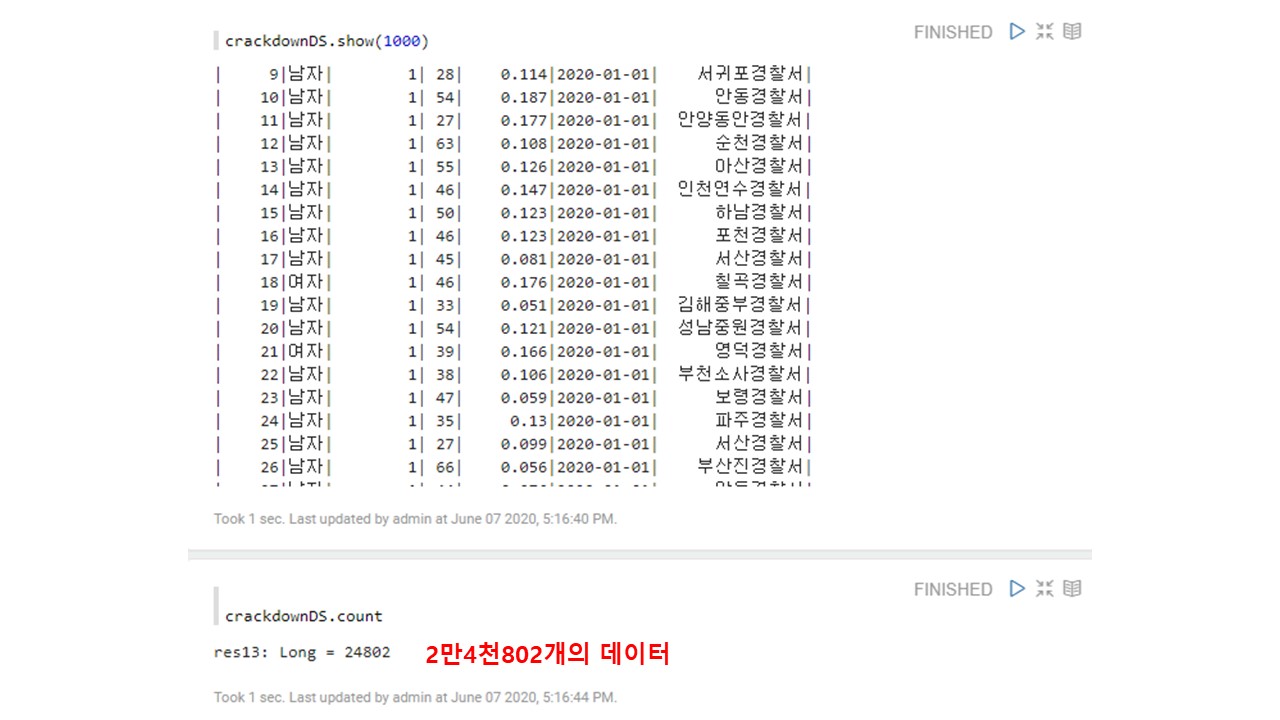 crackdownDS.show(1000)
FINISHED
| 9|남자| 1| 28| 0.114|2020-01-01| 서귀포경찰서|
| 10|남자| 1| 54| 0.187|2020-01-01| 안동경찰서|
| 11|남자| 1| 27| 0.177|2020-01-01| 안양동안경찰서|
| 12|남자| 1| 63| 0.108|2020-01-01| 순천경찰서|
| 13|남자| 1| 55| 0.126|2020-01-01| 마산경찰서|
| 14|남자| 1| 46| 0.147|2020-01-01| 인천연수경찰서|
| 15|남자| 1| 50| 0.123|2020-01-01| 하남경찰서|
| 16|남자| 1| 46| 0.123|2020-01-01| 포천경찰서|
| 17|남자| 1| 45| 0.081|2020-01-01| 서산경찰서|
| 18|여자| 1| 46| 0.176|2020-01-01| 칠곡경찰서|
| 19|남자| 1| 33| 0.051|2020-01-01| 김해중부경찰서|
| 20|남자| 1| 54| 0.121|2020-01-01| 성남중원경찰서|
| 21|여자| 1| 39| 0.166|2020-01-01| 영덕경찰서|
| 22|남자| 1| 38| 0.106|2020-01-01| 부천소사경찰서|
| 23|남자| 1| 47| 0.059|2020-01-01| 보령경찰서|
| 24|남자| 1| 35| 0.13|2020-01-01| 파주경찰서|
| 25|남자| 1| 27| 0.099|2020-01-01| 서산경찰서|
| 26|남자| 1| 66| 0.056|2020-01-01| 부산진경찰서|
Took 1 sec. Last updated by admin at June 07 2020, 5:16:40 PM.
FINISHED
crackdownDS.count
res13: Long = 24802 2만4천802개의 데이터
Took 1 sec. Last updated by admin at June 07 2020, 5:16:44 PM.